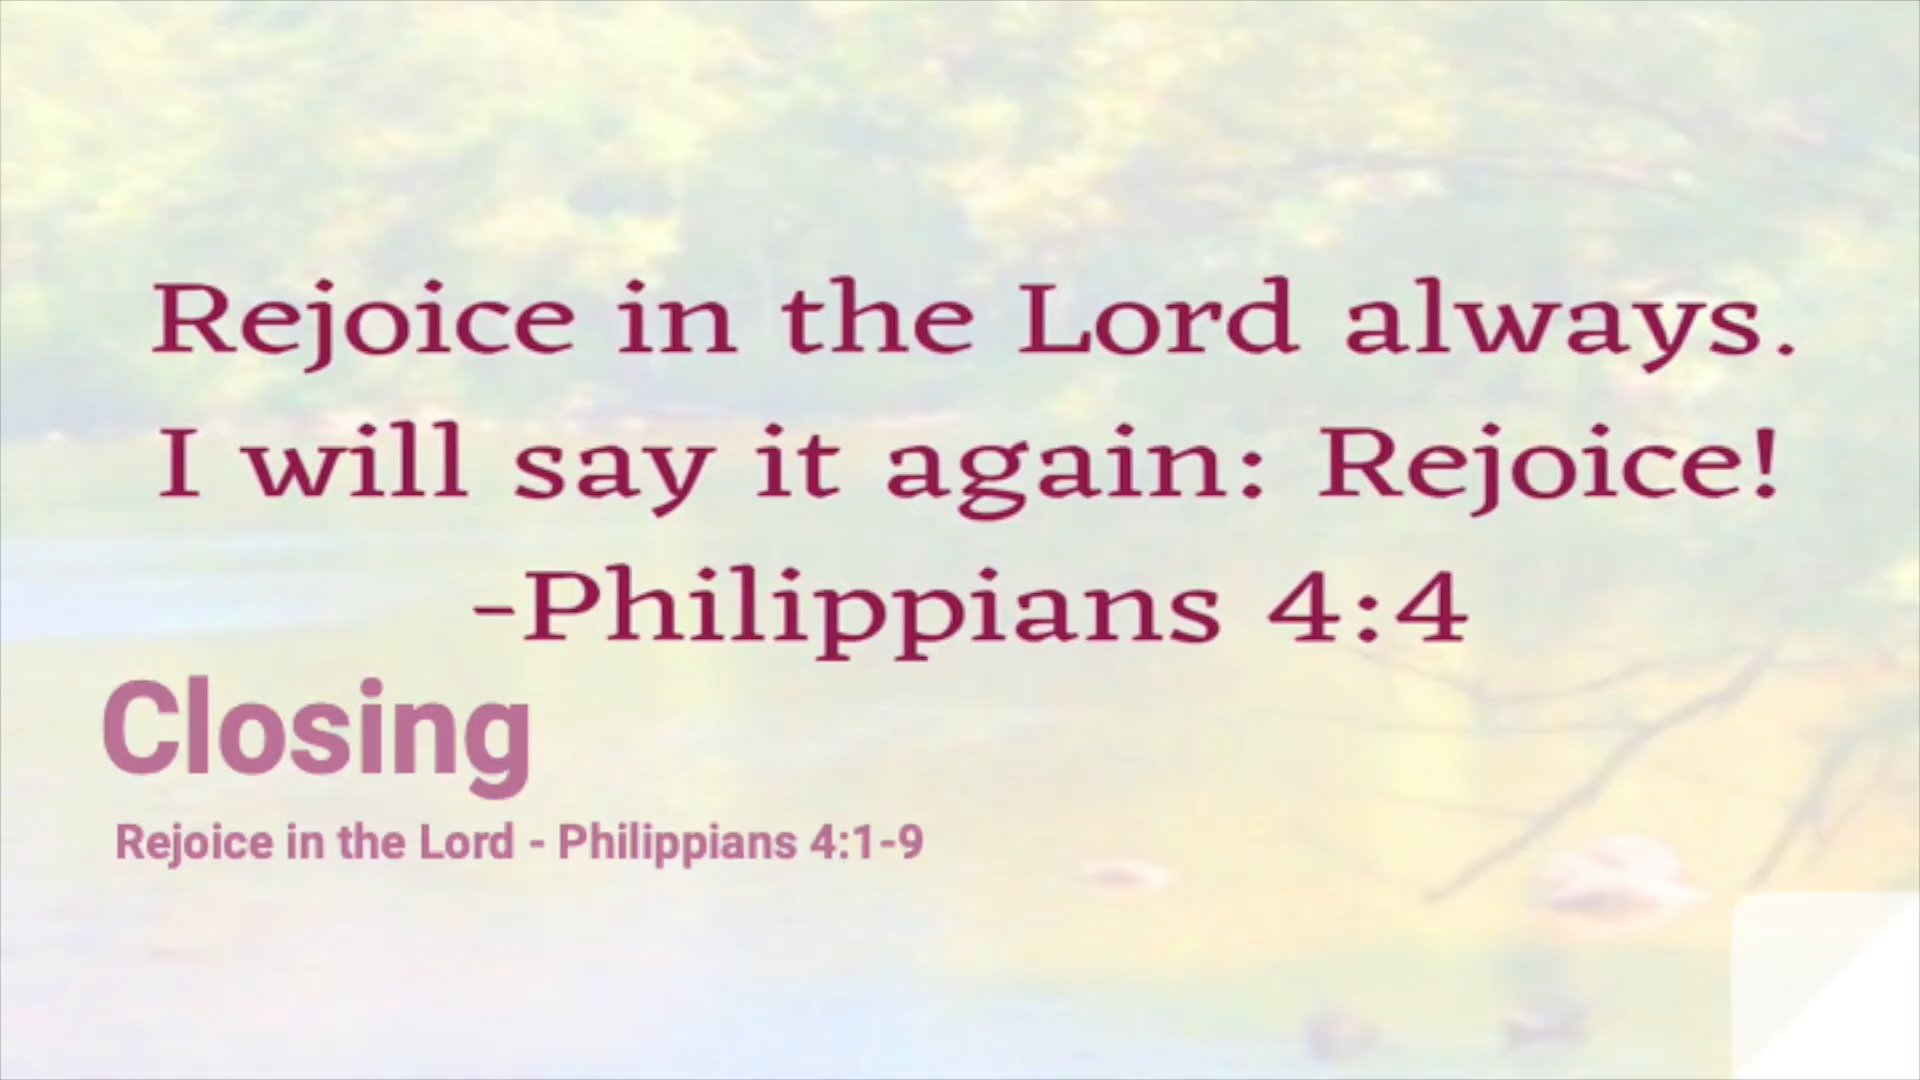 Rejoice in the Lord always.
I will say it again: Rejoice!
-Philippians 4:4
Closing
Rejoice in the Lord - Philippians 4:1-9